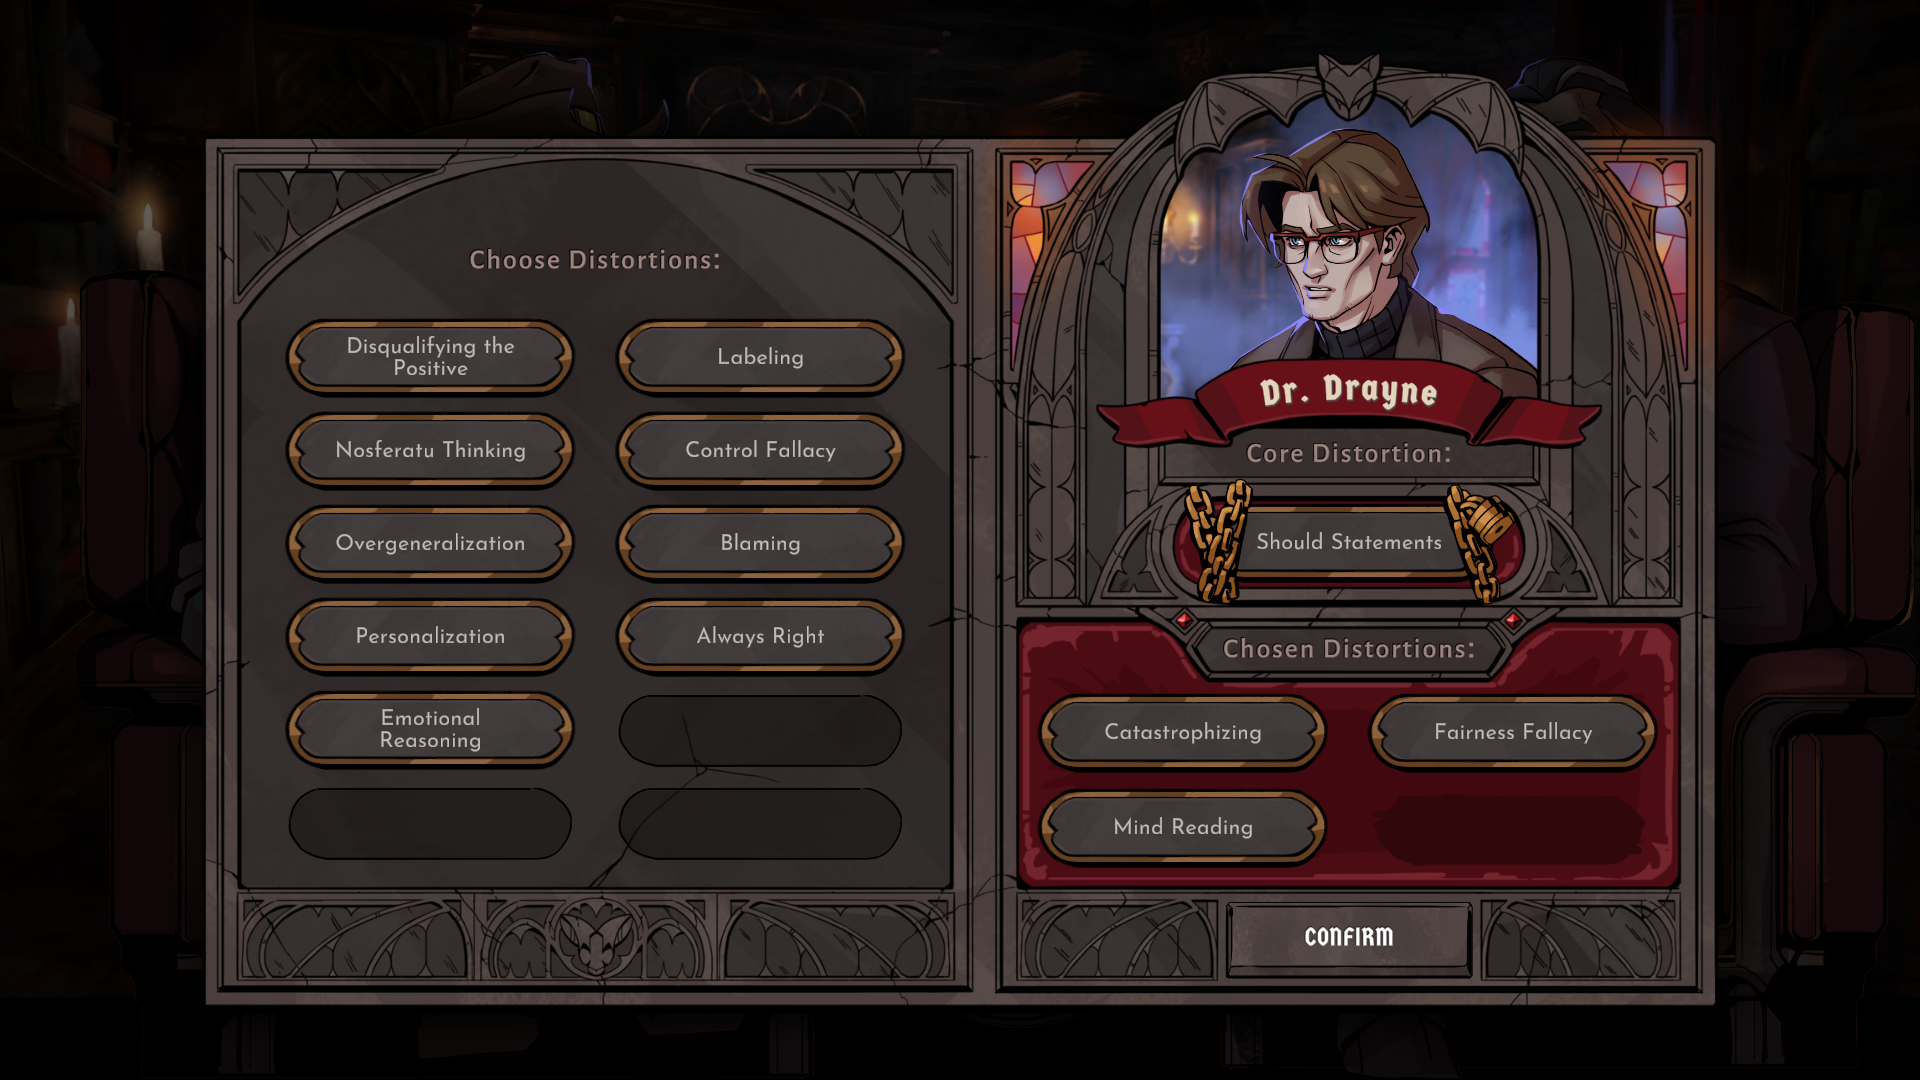 Choose Distortions:
Disqualifying the
Positive
Labeling
Nosferatu Thinking
Control Fallacy
Overgeneralization
Blaming
Personalization
Always Right
Emotional
Reasoning
Dr. Drayne
Core Distortion:
Should Statements
Chosen Distortions:
Catastrophizing
Fairness Fallacy
Mind Reading
CONFIRM